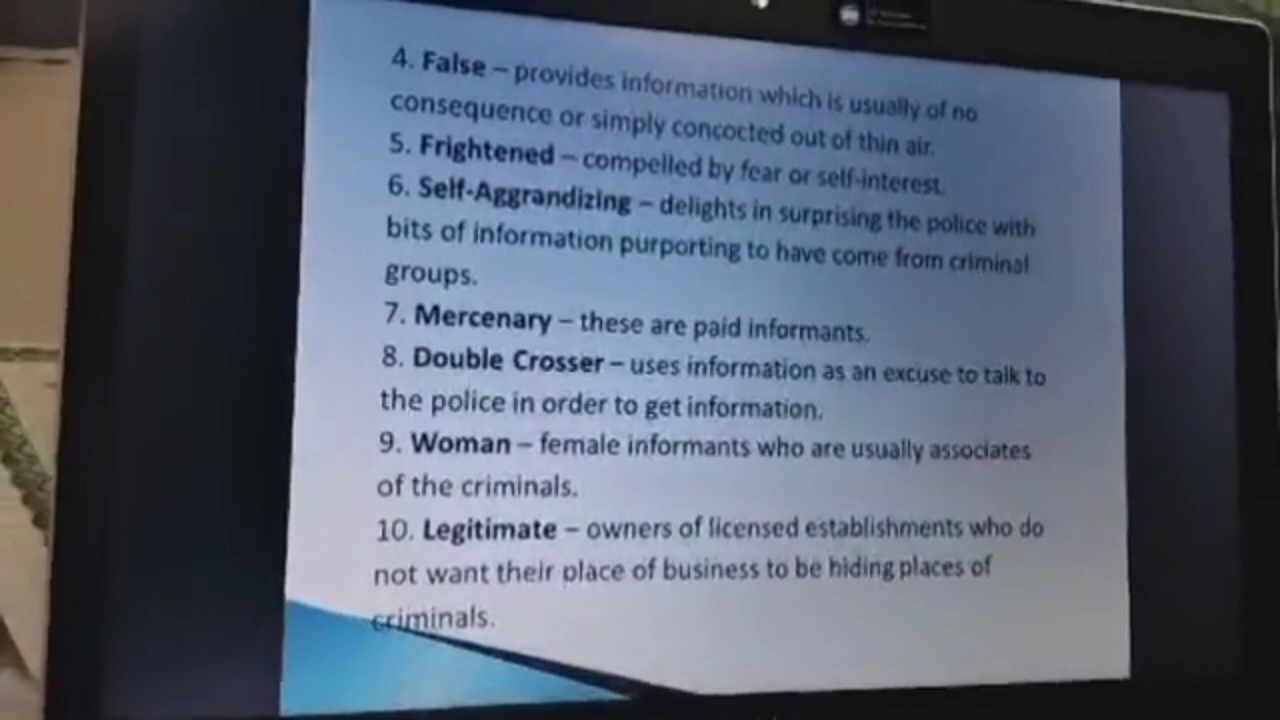 4. False – provides information which is usually of no
consequence or simply concocted out of thin air.
5. Frightened – compelled by fear or self-interest.
6. Self-Aggrandizing – delights in surprising the police with
bits of information purporting to have come from criminal
groups.
7. Mercenary – these are paid informants.
8. Double Crosser – uses information as an excuse to talk to
the police in order to get information.
9. Woman – female informants who are usually associates
of the criminals.
10. Legitimate – owners of licensed establishments who do
not want their place of business to be hiding places of
criminals.